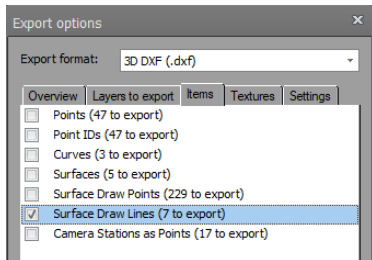 Export options
Export format: 3D DXF (.dxf)
Overview Layers to export Items Textures Settings
Points (47 to export)
Point IDs (47 to export)
Curves (3 to export)
Surfaces (5 to export)
Surface Draw Points (229 to export)
Surface Draw Lines (7 to export)
Camera Stations as Points (17 to export)